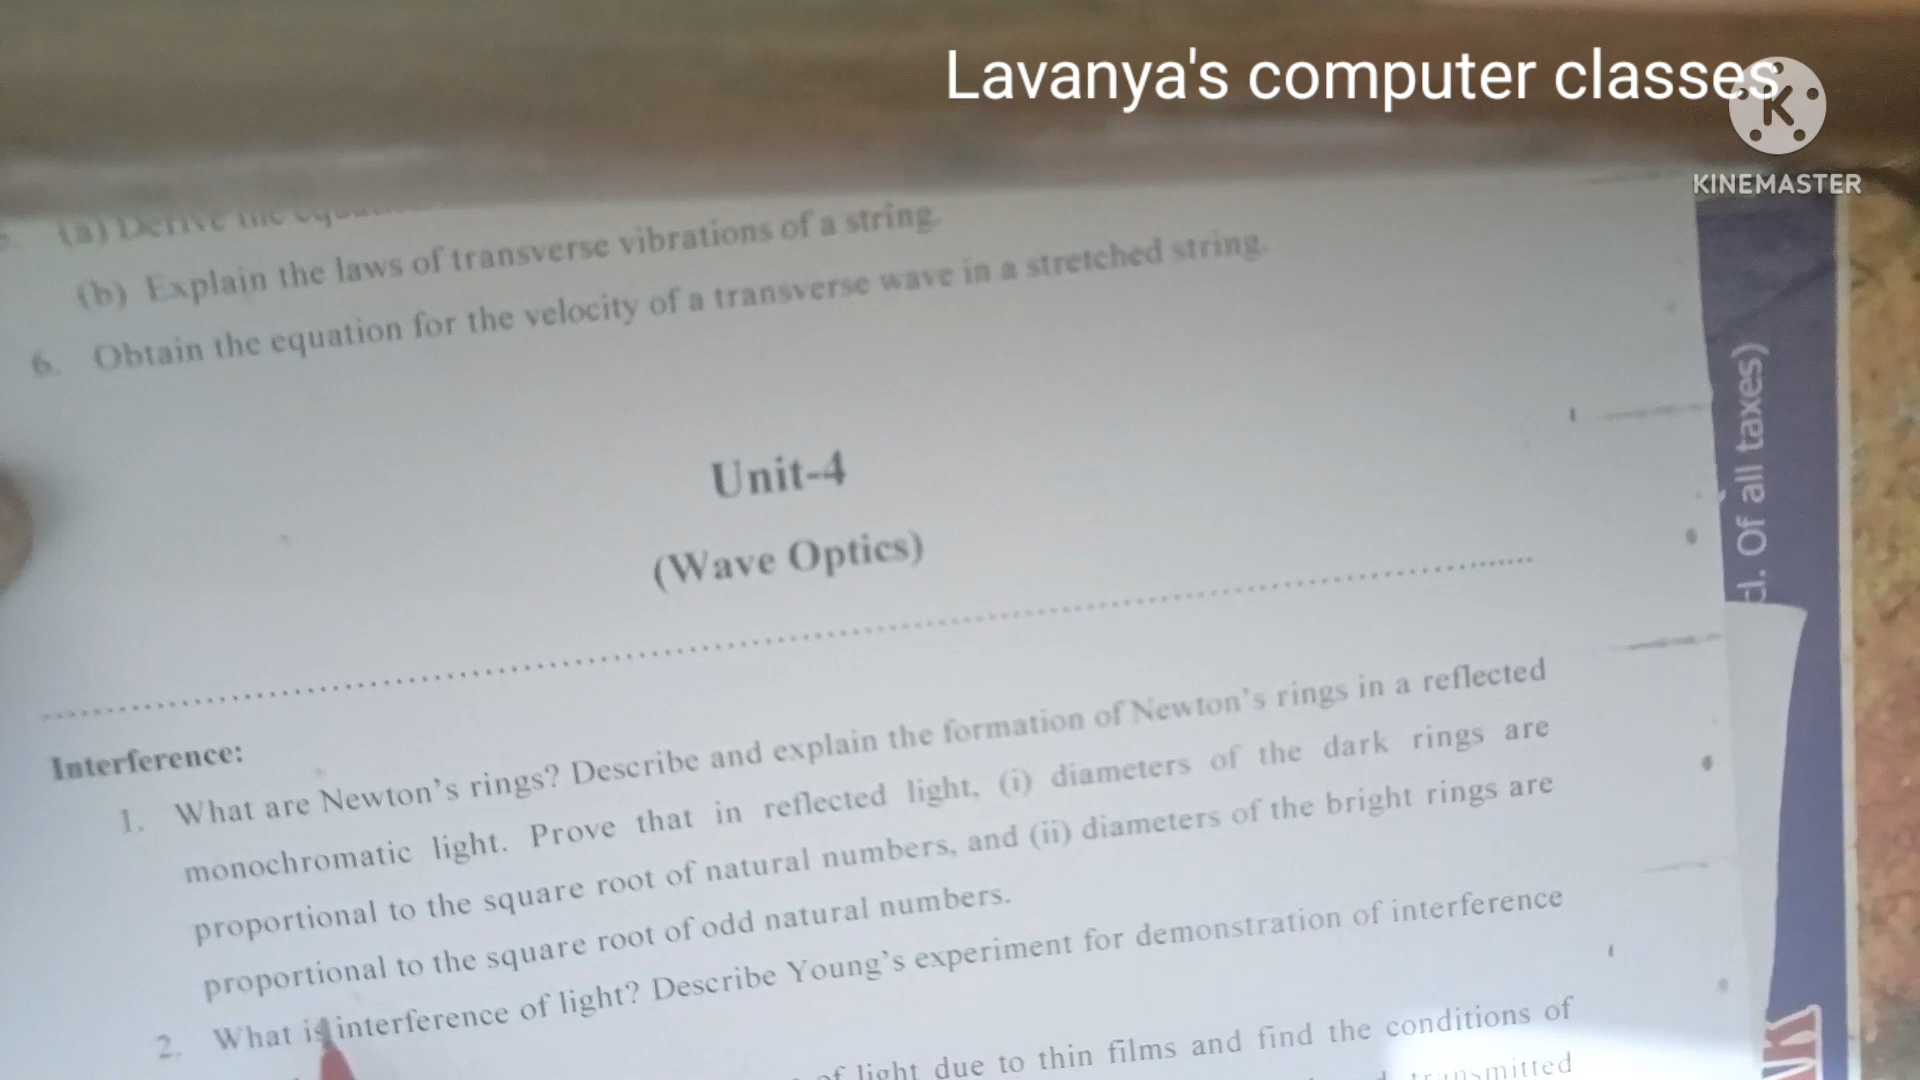 Lavanya's computer classes
K
KINEMASTER
(a) Derive the
(b) Explain the laws of transverse vibrations of a string.
6. Obtain the equation for the velocity of a transverse wave in a stretched string.
Unit-4
(Wave Optics)
Interference:
1. What are Newton's rings? Describe and explain the formation of Newton's rings in a reflected
monochromatic light. Prove that in reflected light, (i) diameters of the dark rings are
proportional to the square root of natural numbers, and (ii) diameters of the bright rings are
proportional to the square root of odd natural numbers.
2. What is interference of light? Describe Young's experiment for demonstration of interference
of light due to thin films and find the conditions of
transmitted
cl. Of all taxes)